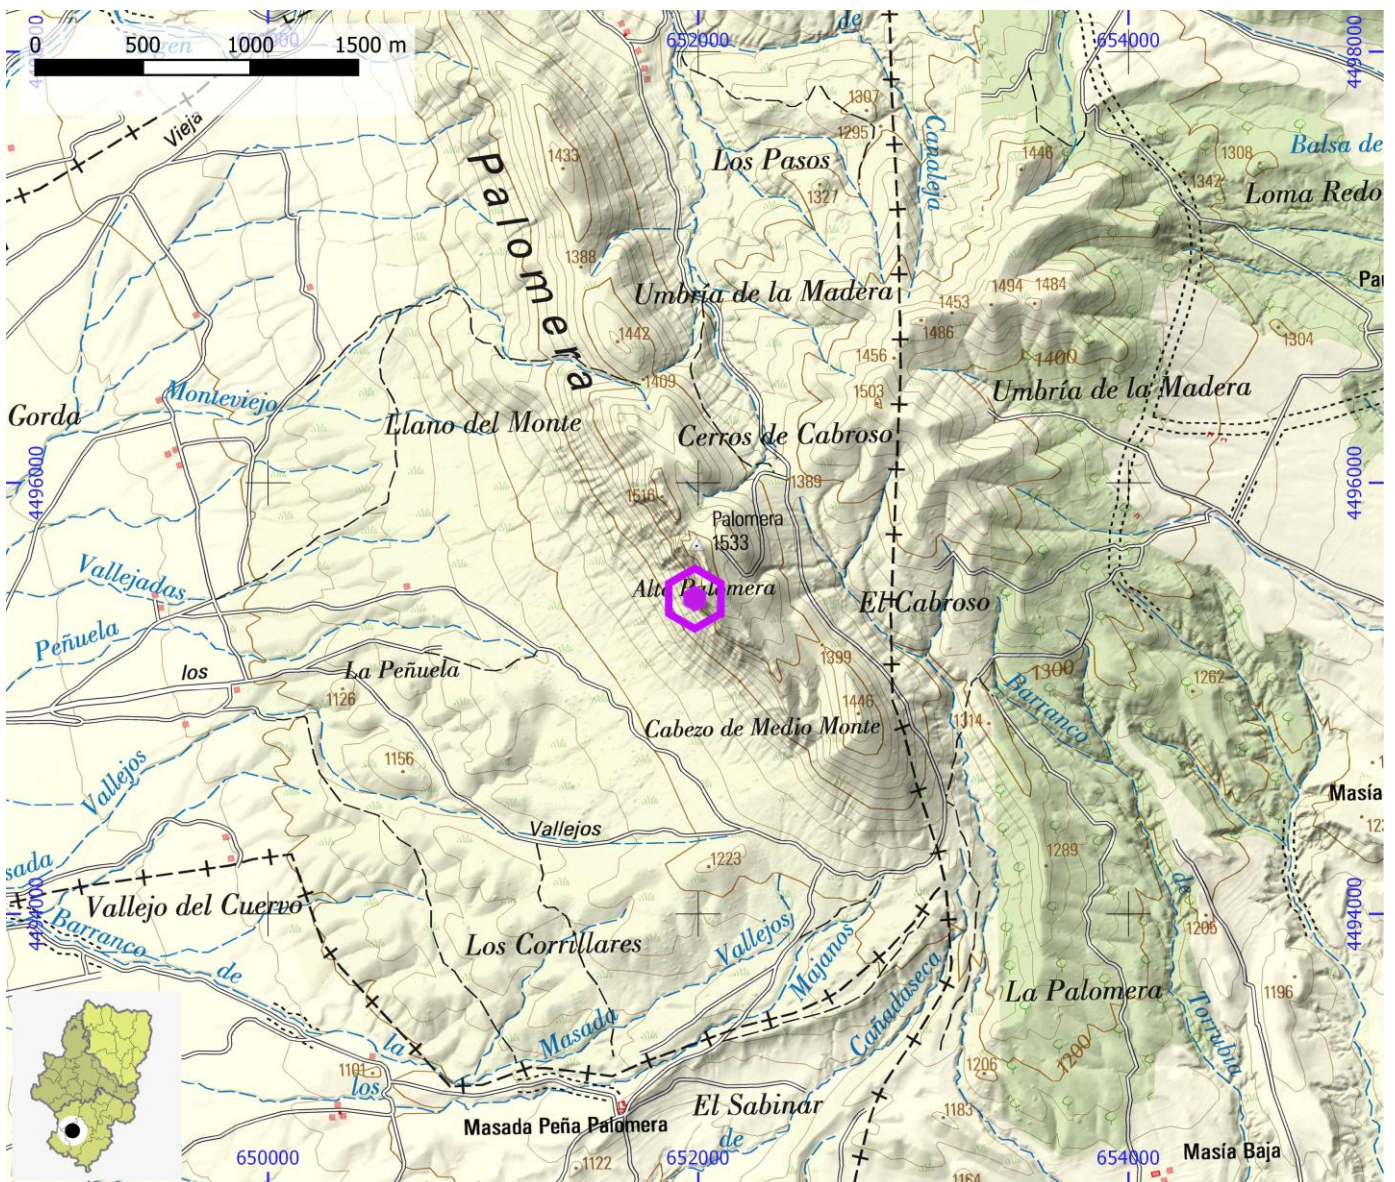 0 500 1000 1500 m
652000
654000
4498000
de
Vieja
1307
1295
1433
Los Pasos
Canaleja
1446
1308
Balsa de
1342
Loma Redo
1327
Palomera
1388
Umbría de la Madera
1494
1484
1453
1486
1442
1304
1456
1400
1409
1503
Monteviejo
Umbría de la Madera
Gorda
Llano del Monte
Cerros de Cabroso
4496000
1389
4496000
1516
Palomera
1533
Vallejadas
Alto Palomera
El Cabroso
Peñuela
los
La Peñuela
1399
1300
1262
1126
Barranco
1446
1314
Cabezo de Medio Monte
1156
Vallejos
Masía
Vallejos
1223
1289
sada
de
4494000
Vallejo del Cuervo
4494000
Barranco
de
Los Corrillares
Vallejos
Majanos
1205
Cañadaseca
La Palomera
1196
Masada
la
Torrubia
1101
los
1206
1200
El Sabinar
1183
Masada Peña Palomera
de
Masía Baja
650000
652000
654000
1122
1164